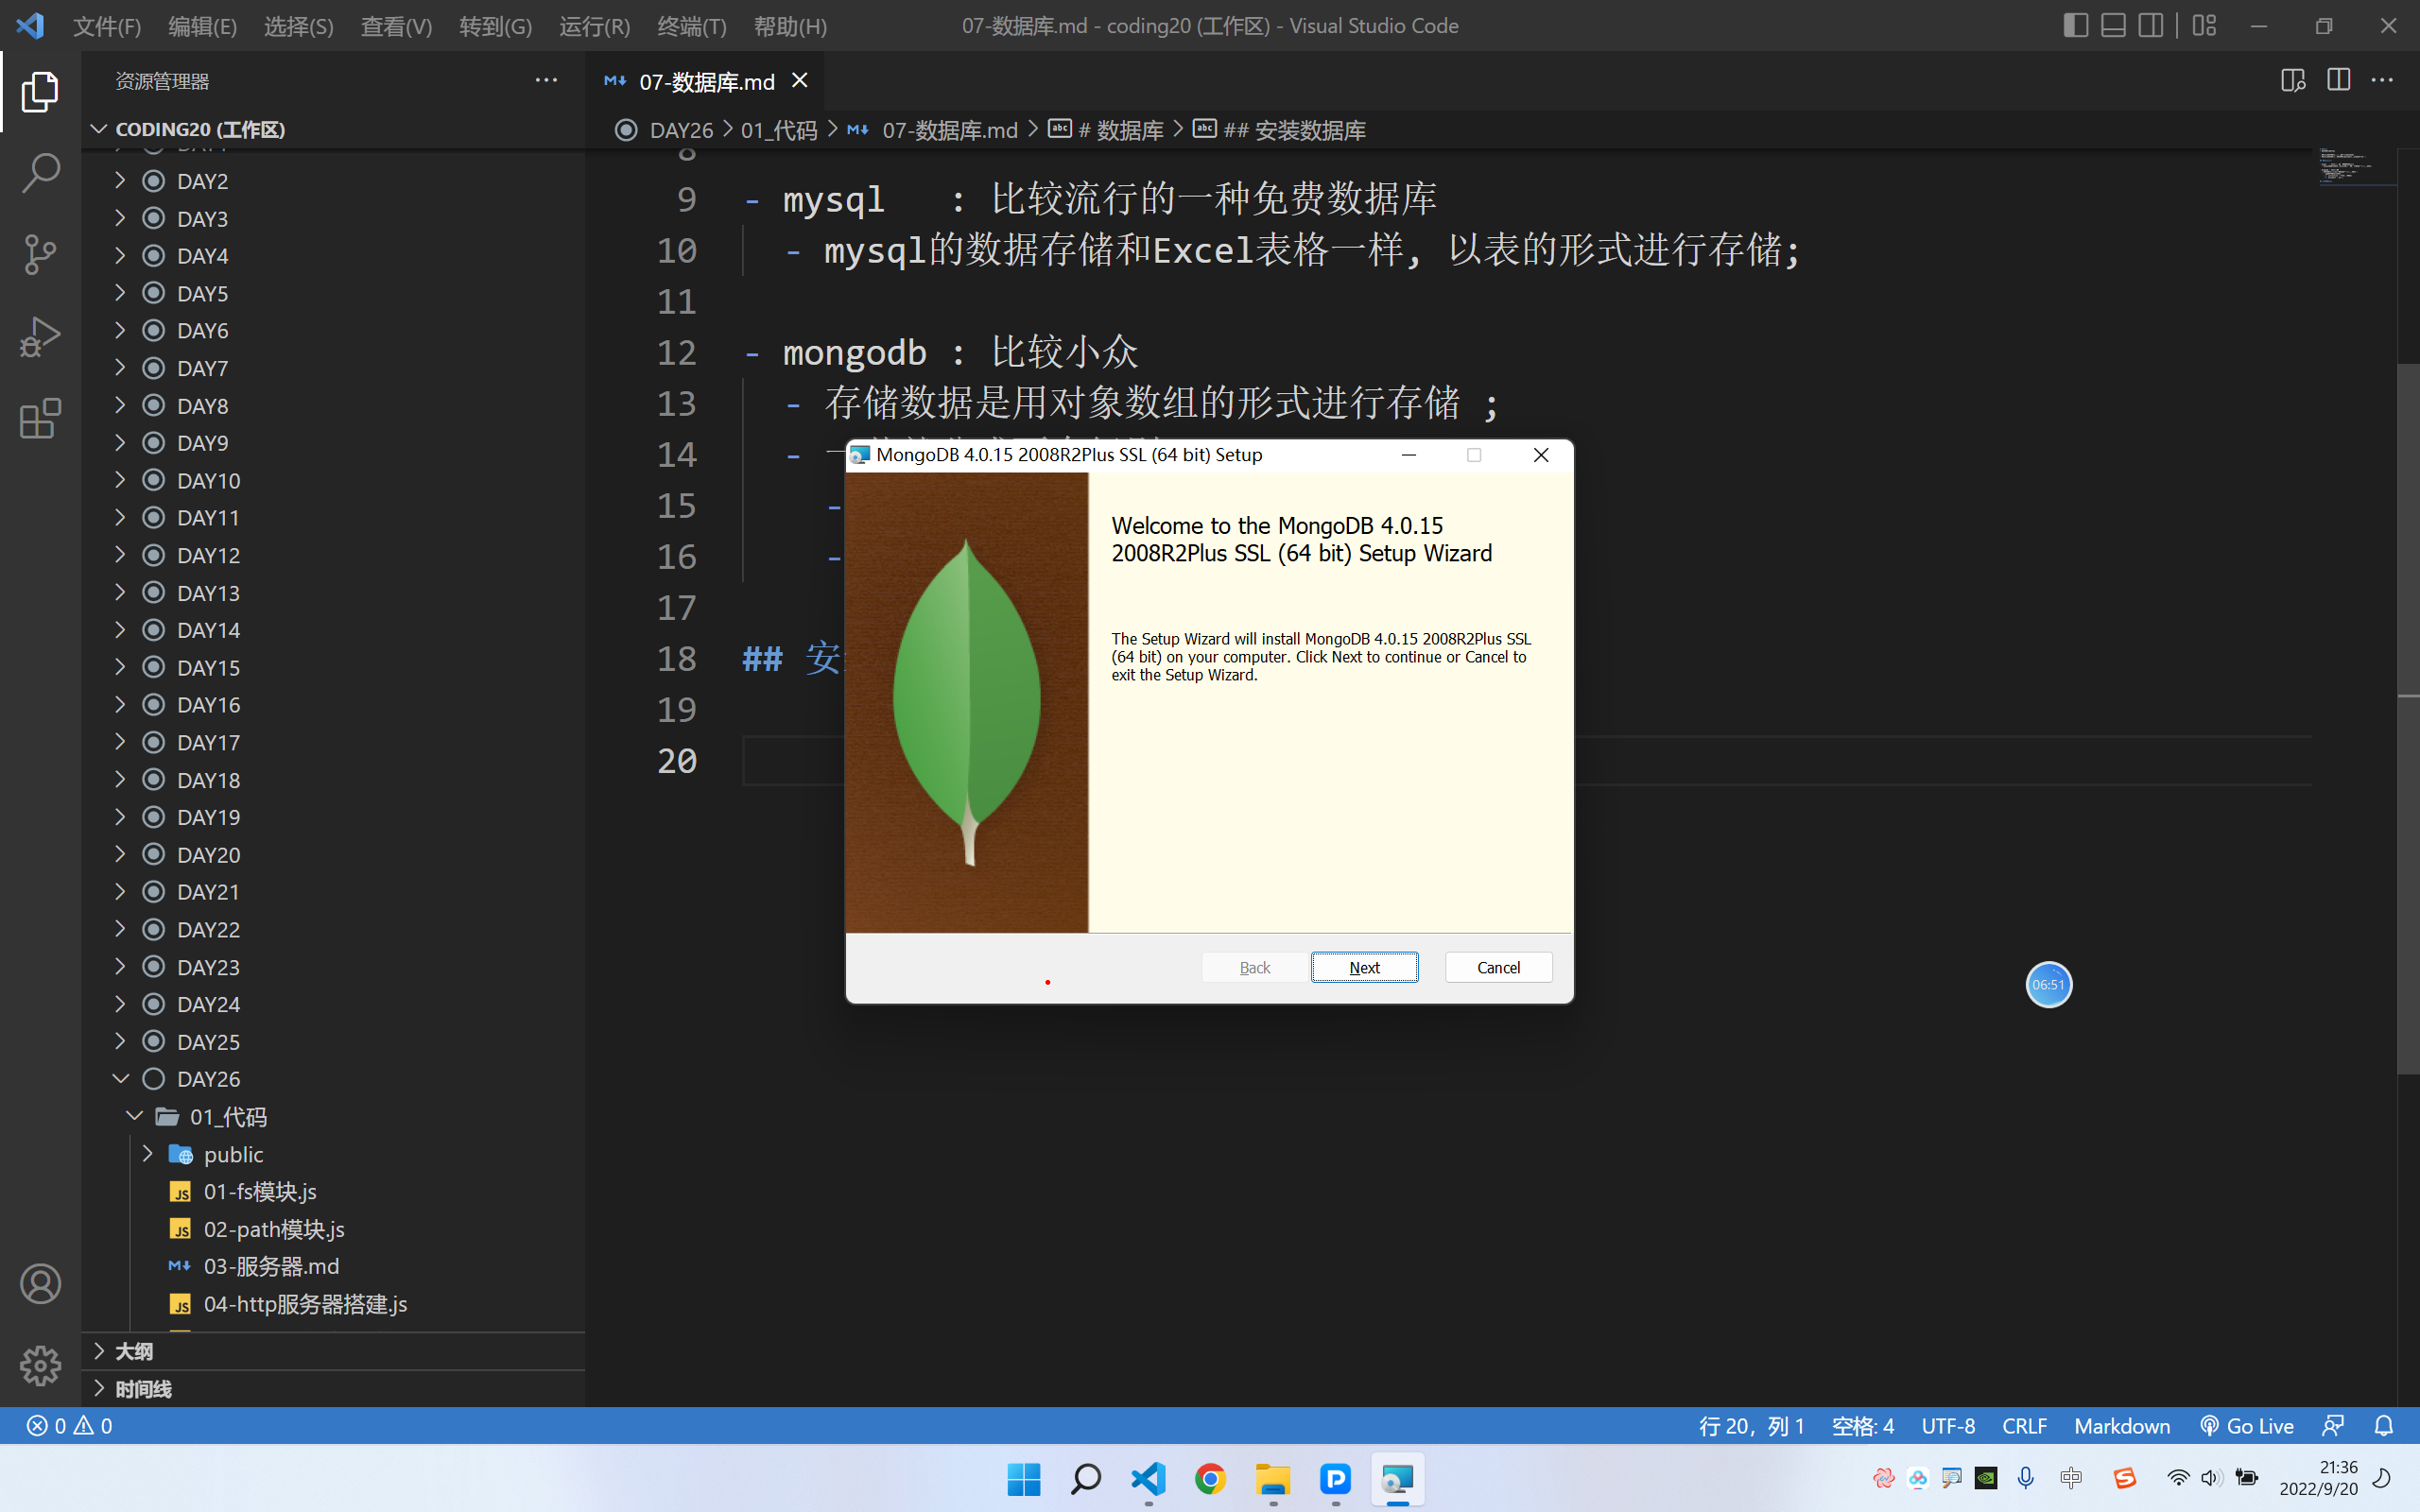 文件(F) 编辑(E) 选择(S) 查看(V) 转到(G) 运行(R) 终端(T) 帮助(H) 07-数据库.md - coding20 (工作区) - Visual Studio Code
资源管理器
07-数据库.md
CODING20 (工作区)
DAY26 > 01_代码 > 07-数据库.md > # 数据库 > ## 安装数据库
DAY2
DAY3
DAY4
DAY5
DAY6
DAY7
DAY8
DAY9
DAY10
DAY11
DAY12
DAY13
DAY14
DAY15
DAY16
DAY17
DAY18
DAY19
DAY20
DAY21
DAY22
DAY23
DAY24
DAY25
DAY26
01_代码
public
01-fs模块.js
02-path模块.js
03-服务器.md
04-http服务器搭建.js
大纲
时间线
8
9 - mysql : 比较流行的一种免费数据库
10 - mysql的数据存储和Excel表格一样, 以表的形式进行存储;
11
12 - mongodb : 比较小众
13 - 存储数据是用对象数组的形式进行存储 ;
14 -
15 -
16 -
17
18 ## 安
19
20
MongoDB 4.0.15 2008R2Plus SSL (64 bit) Setup
Welcome to the MongoDB 4.0.15
2008R2Plus SSL (64 bit) Setup Wizard
The Setup Wizard will install MongoDB 4.0.15 2008R2Plus SSL
(64 bit) on your computer. Click Next to continue or Cancel to
exit the Setup Wizard.
Back Next Cancel
06:51
0 0 行 20，列 1 空格: 4 UTF-8 CRLF Markdown Go Live
中
21:36
2022/9/20